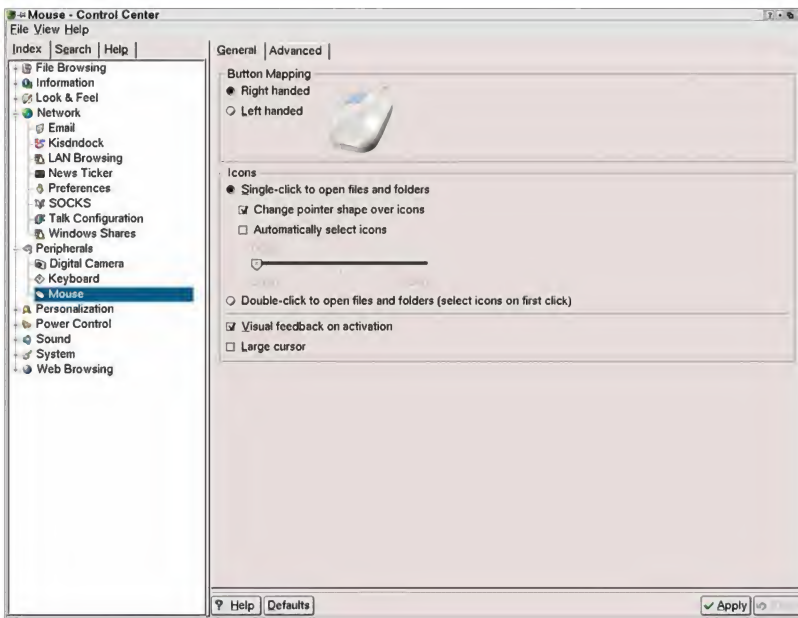 Mouse - Control Center
File View Help
Index Search Help
File Browsing
Information
Look & Feel
Network
Email
Kisdndock
LAN Browsing
News Ticker
Preferences
SOCKS
Talk Configuration
Windows Shares
Peripherals
Digital Camera
Keyboard
Mouse
Personalization
Power Control
Sound
System
Web Browsing
General Advanced
Button Mapping
Right handed
Left handed
Icons
Single-click to open files and folders
Change pointer shape over icons
Automatically select icons
Double-click to open files and folders (select icons on first click)
Visual feedback on activation
Large cursor
? Help Defaults Apply